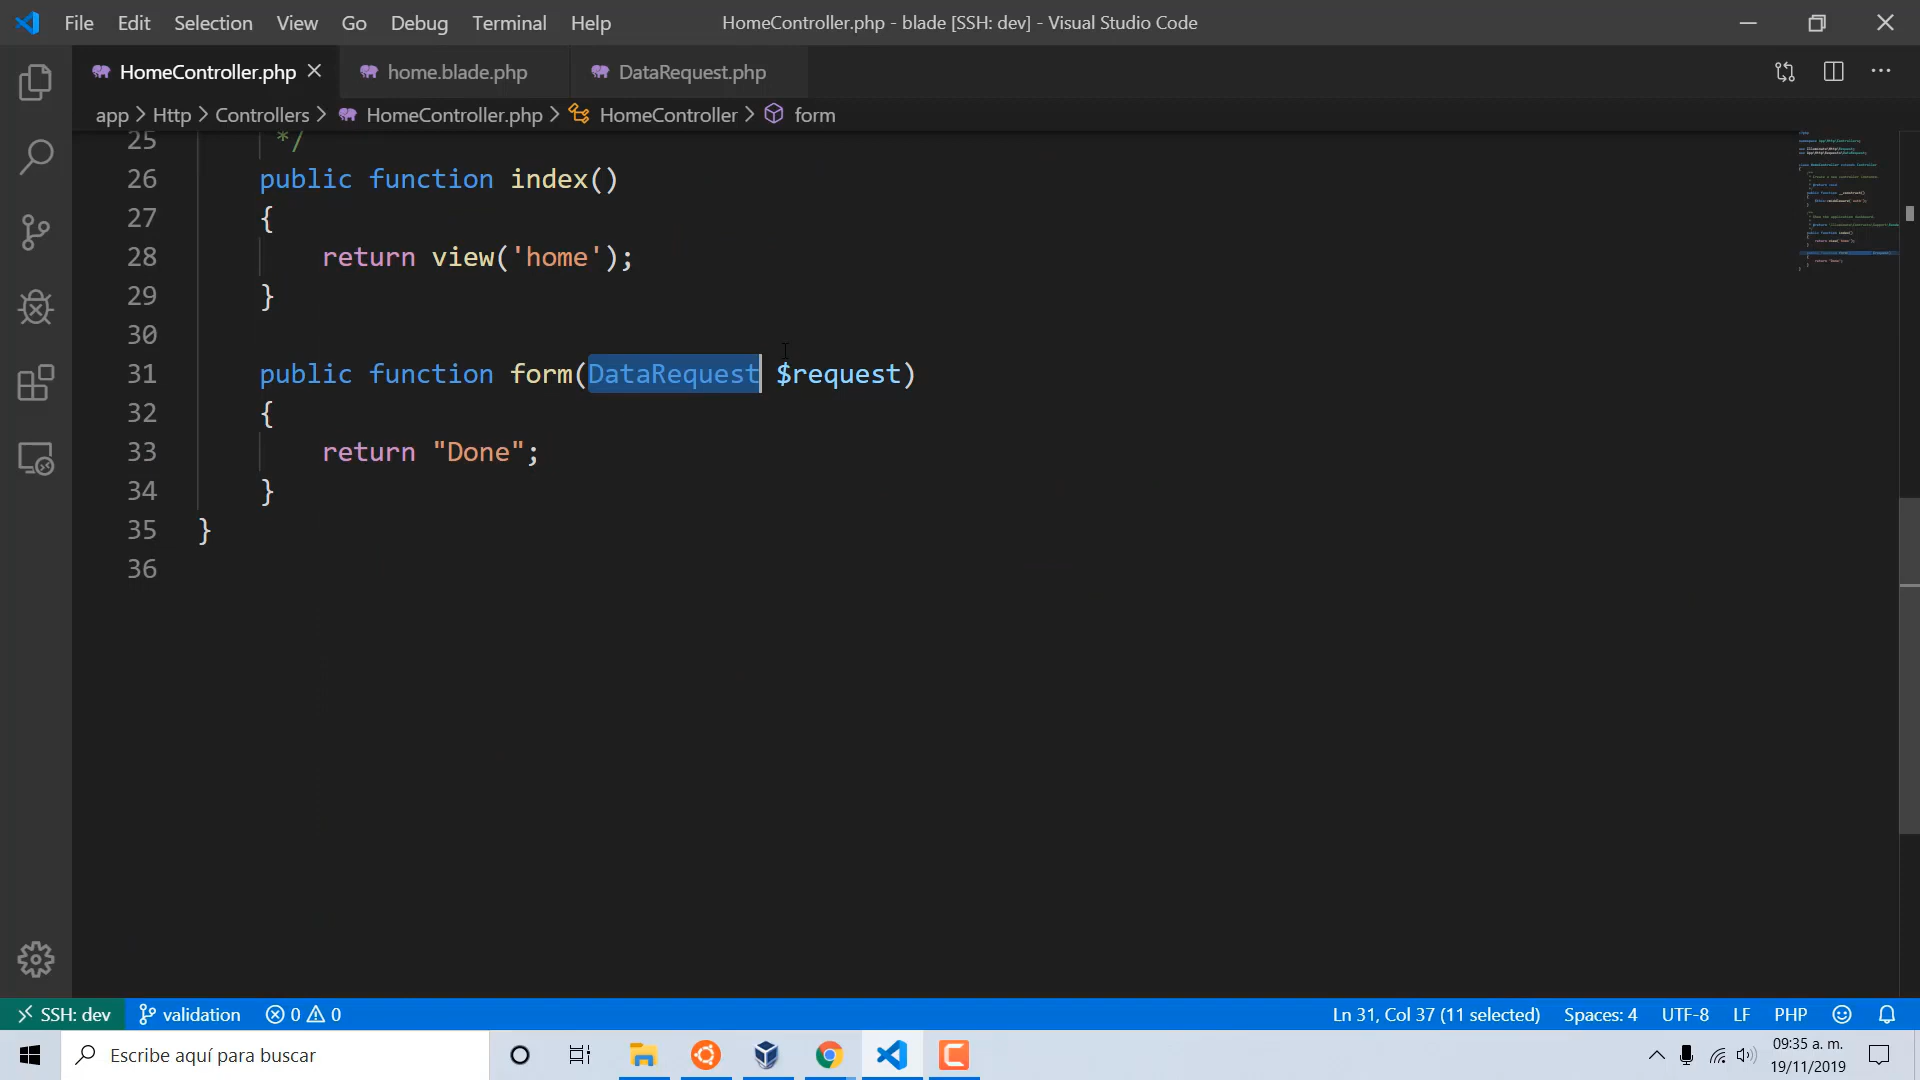 File Edit Selection View Go Debug Terminal Help HomeController.php - blade [SSH: dev] - Visual Studio Code
HomeController.php home.blade.php DataRequest.php
app > Http > Controllers > HomeController.php > HomeController > form
25 */
26 public function index()
27 {
28 return view('home');
29 }
30
31 public function form(DataRequest $request)
32 {
33 return "Done";
34 }
35 }
36
SSH: dev validation 0 0 Ln 31, Col 37 (11 selected) Spaces: 4 UTF-8 LF PHP
Escribe aquí para buscar
09:35 a. m.
19/11/2019